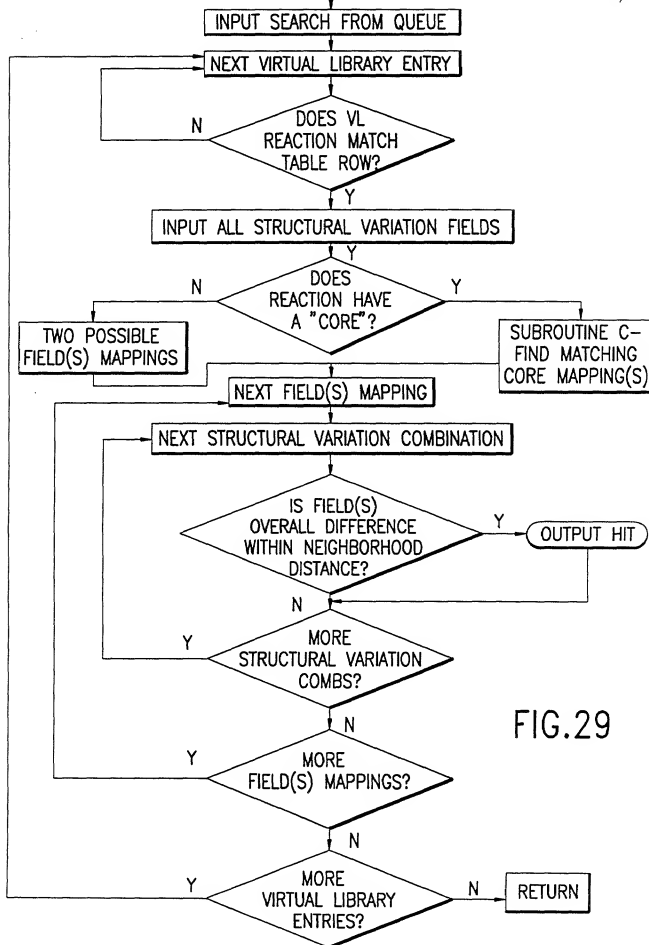 INPUT SEARCH FROM QUEUE
NEXT VIRTUAL LIBRARY ENTRY
N
DOES VL
REACTION MATCH
TABLE ROW?
Y
INPUT ALL STRUCTURAL VARIATION FIELDS
Y
N
DOES
REACTION HAVE
A "CORE"?
Y
TWO POSSIBLE
FIELD(S) MAPPINGS
SUBROUTINE C-
FIND MATCHING
CORE MAPPING(S)
NEXT FIELD(S) MAPPING
NEXT STRUCTURAL VARIATION COMBINATION
IS FIELD(S)
OVERALL DIFFERENCE
WITHIN NEIGHBORHOOD
DISTANCE?
Y
OUTPUT HIT
N
Y
MORE
STRUCTURAL VARIATION
COMBS?
N
FIG.29
Y
MORE
FIELD(S) MAPPINGS?
N
Y
MORE
VIRTUAL LIBRARY
ENTRIES?
N
RETURN